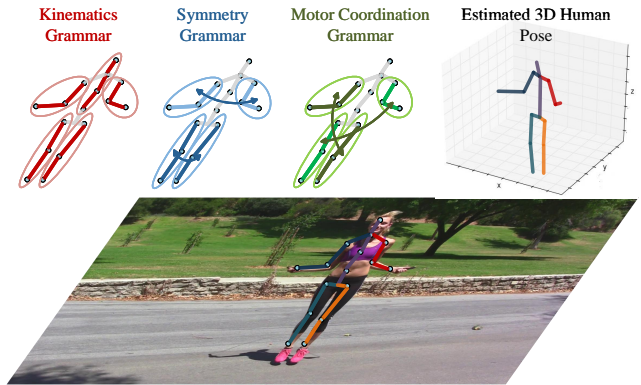 Kinematics
Grammar
Symmetry
Grammar
Motor Coordination
Grammar
Estimated 3D Human
Pose
z
y
x